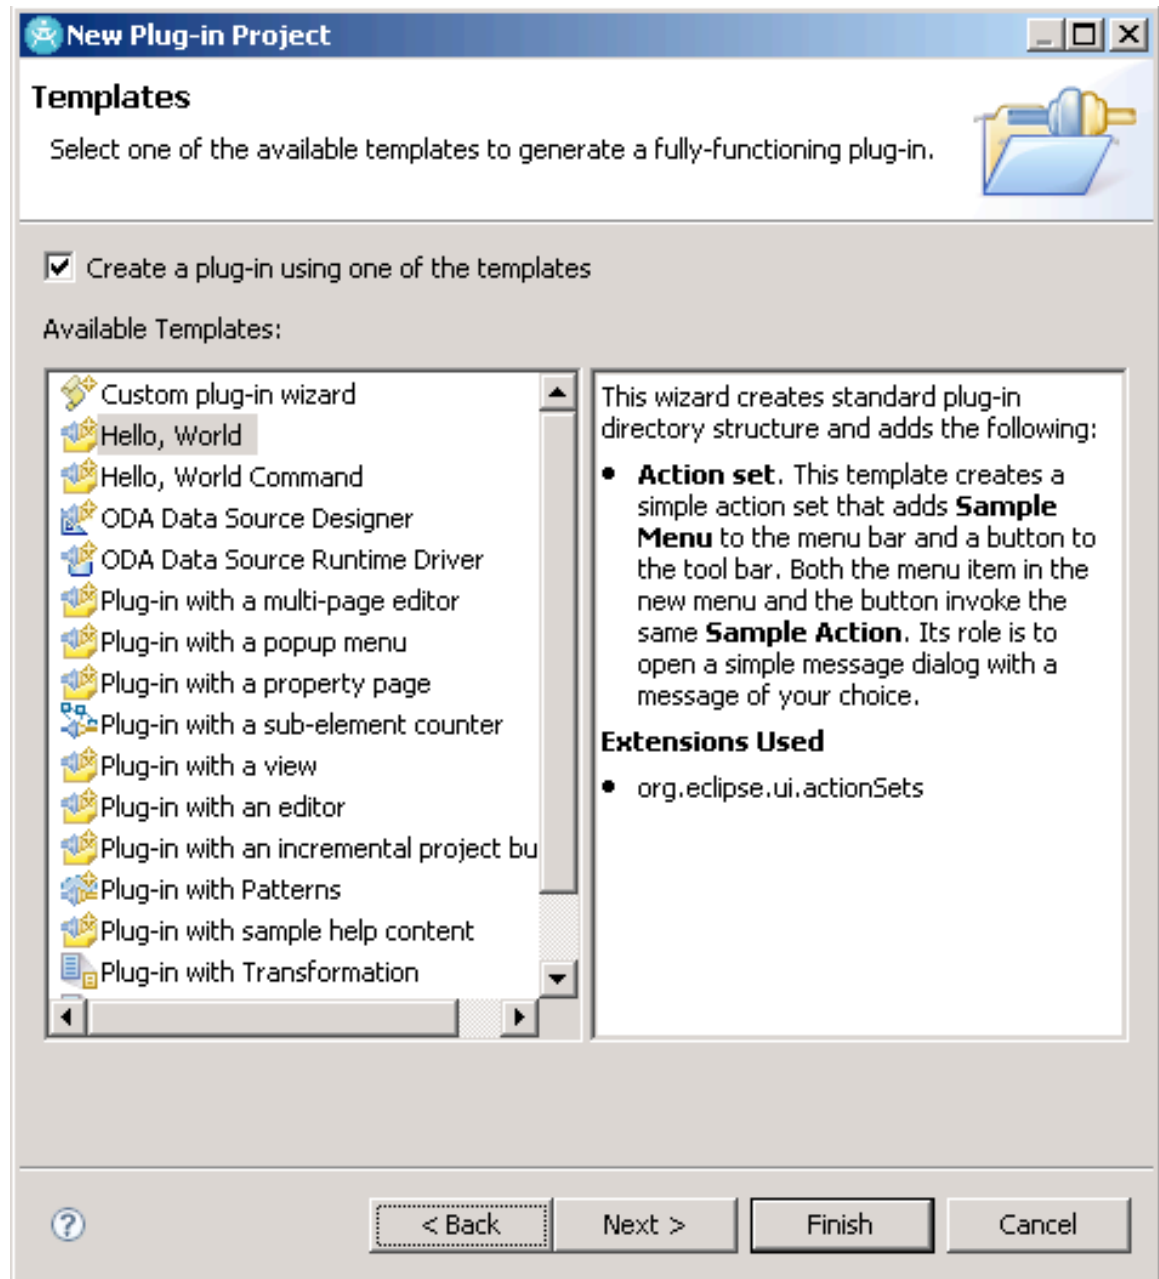 New Plug-in Project
Templates
Select one of the available templates to generate a fully-functioning plug-in.
Create a plug-in using one of the templates
Available Templates:
Custom plug-in wizard
Hello, World
Hello, World Command
ODA Data Source Designer
ODA Data Source Runtime Driver
Plug-in with a multi-page editor
Plug-in with a popup menu
Plug-in with a property page
Plug-in with a sub-element counter
Plug-in with a view
Plug-in with an editor
Plug-in with an incremental project bu
Plug-in with Patterns
Plug-in with sample help content
Plug-in with Transformation
This wizard creates standard plug-in
directory structure and adds the following:
• Action set. This template creates a
simple action set that adds Sample
Menu to the menu bar and a button to
the tool bar. Both the menu item in the
new menu and the button invoke the
same Sample Action. Its role is to
open a simple message dialog with a
message of your choice.
Extensions Used
• org.eclipse.ui.actionSets
?
< Back
Next >
Finish
Cancel